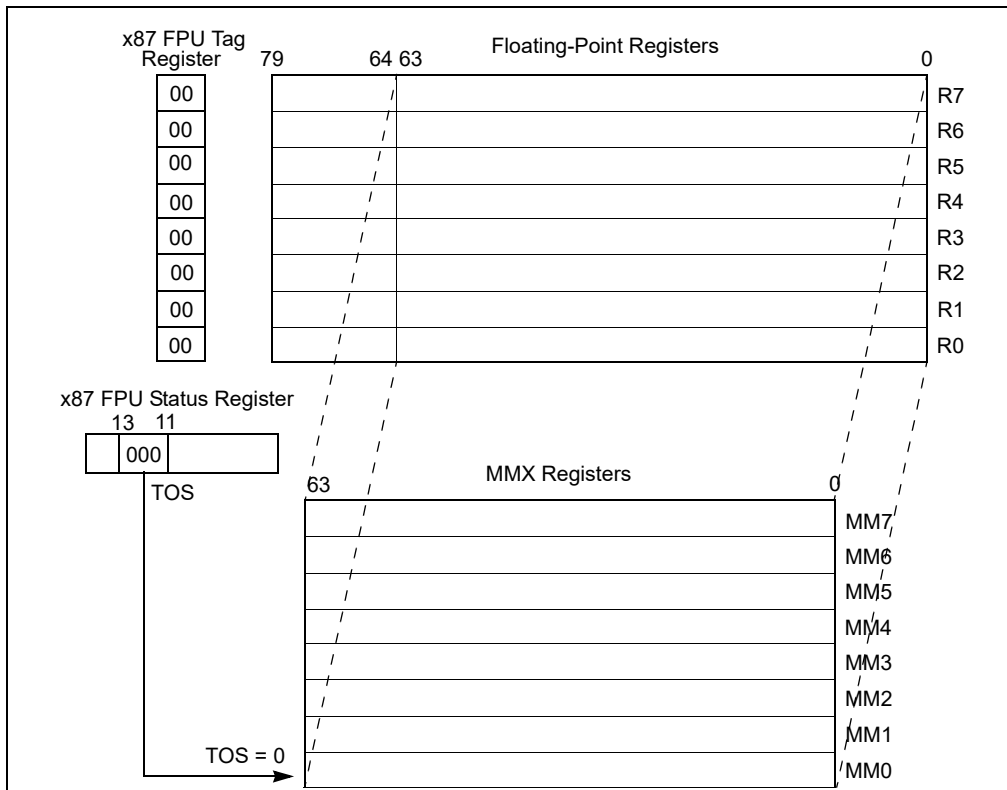 x87 FPU Tag
Register
Floating-Point Registers
79
64 63
0
00
R7
00
R6
00
R5
00
R4
00
R3
00
R2
00
R1
00
R0
x87 FPU Status Register
13
11
000
TOS
MMX Registers
63
0
MM7
MM6
MM5
MM4
MM3
MM2
MM1
TOS = 0
MM0